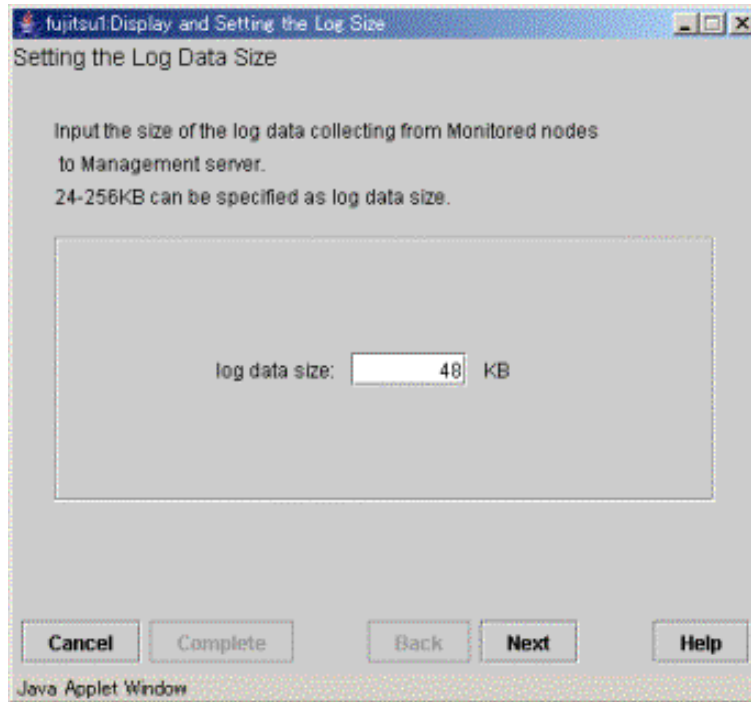 fujitsu1:Display and Setting the Log Size
Setting the Log Data Size
Input the size of the log data collecting from Monitored nodes
to Management server.
24-256KB can be specified as log data size.
log data size: 48 KB
Cancel Complete Back Next Help
Java Applet Window